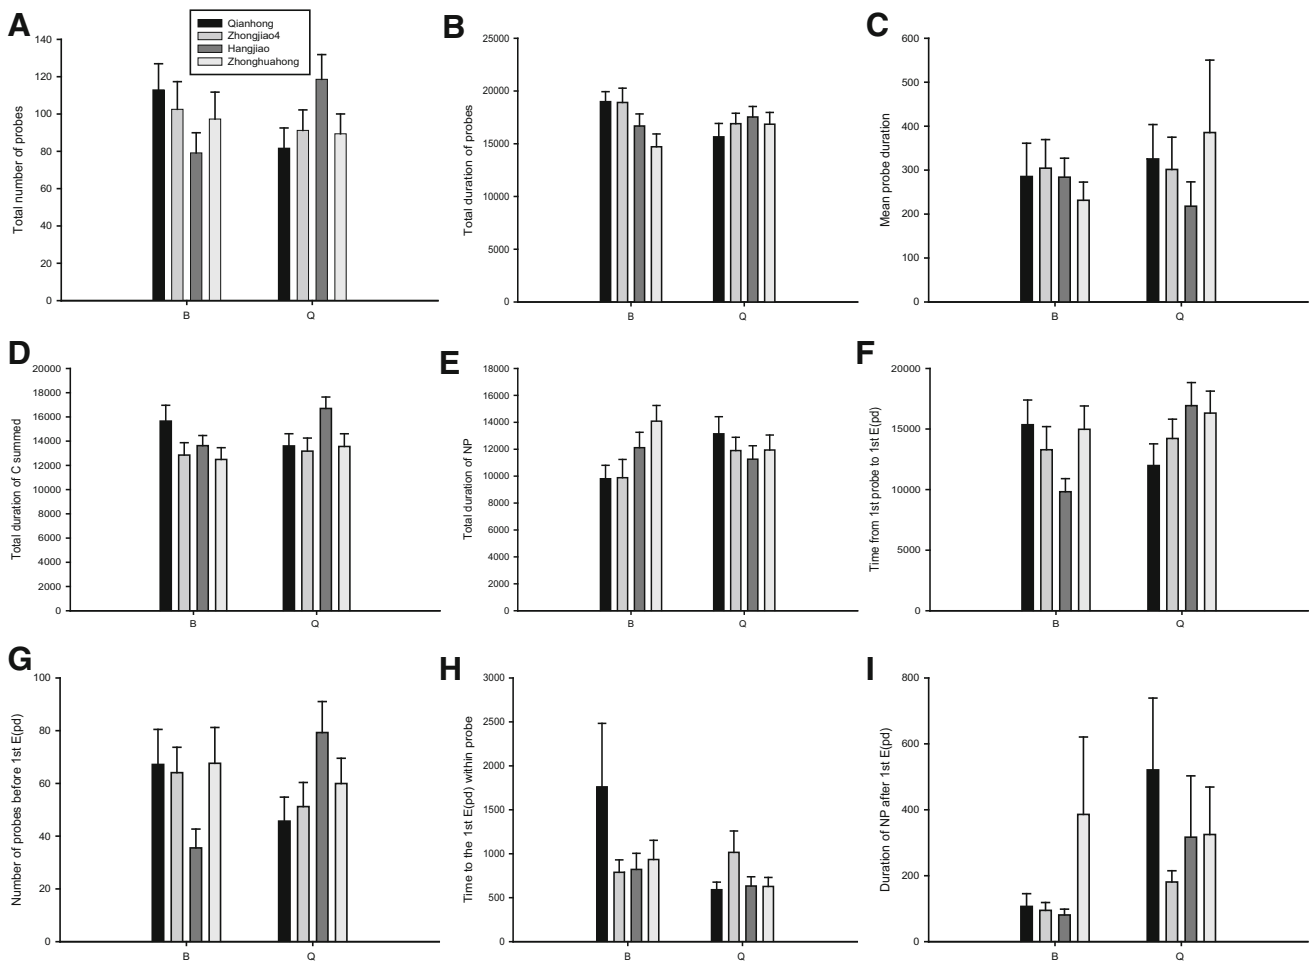 A
Qianhong
Zhongjiao4
Hangjiao
Zhonghuahong
Total number of probes
140
120
100
80
60
40
20
0
B
Q
B
Total duration of probes
25000
20000
15000
10000
5000
0
B
Q
C
Mean probe duration
600
500
400
300
200
100
0
B
Q
D
Total duration of C summed
20000
18000
16000
14000
12000
10000
8000
6000
4000
2000
0
B
Q
E
Total duration of NP
18000
16000
14000
12000
10000
8000
6000
4000
2000
0
B
Q
F
Time from 1st probe to 1st E(pd)
20000
15000
10000
5000
0
B
Q
G
Number of probes before 1st E(pd)
100
80
60
40
20
0
B
Q
H
Time to the 1st E(pd) within probe
3000
2500
2000
1500
1000
500
0
B
Q
I
Duration of NP after 1st E(pd)
800
600
400
200
0
B
Q